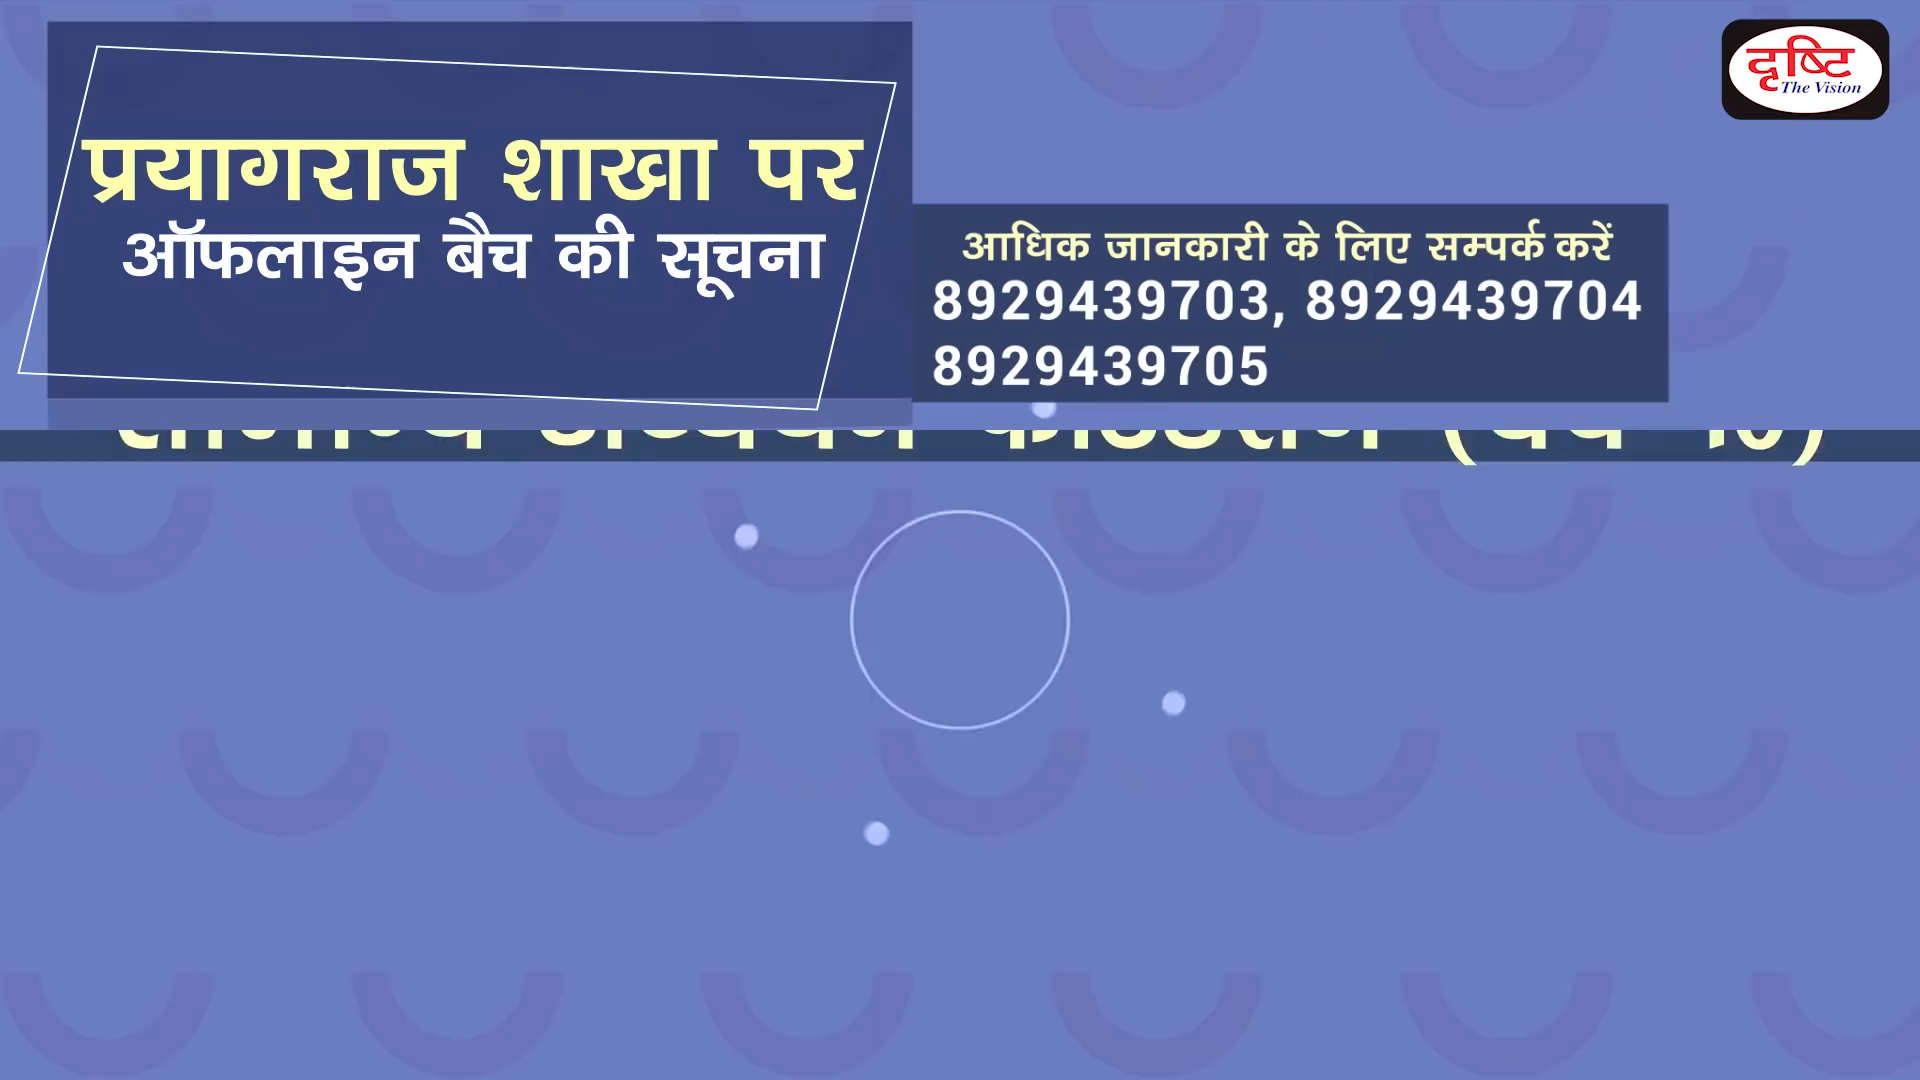 प्रयागराज शाखा पर
ऑफलाइन बैच की सूचना
दृष्टि
The Vision
आधिक जानकारी के लिए सम्पर्क करें
8929439703, 8929439704
8929439705